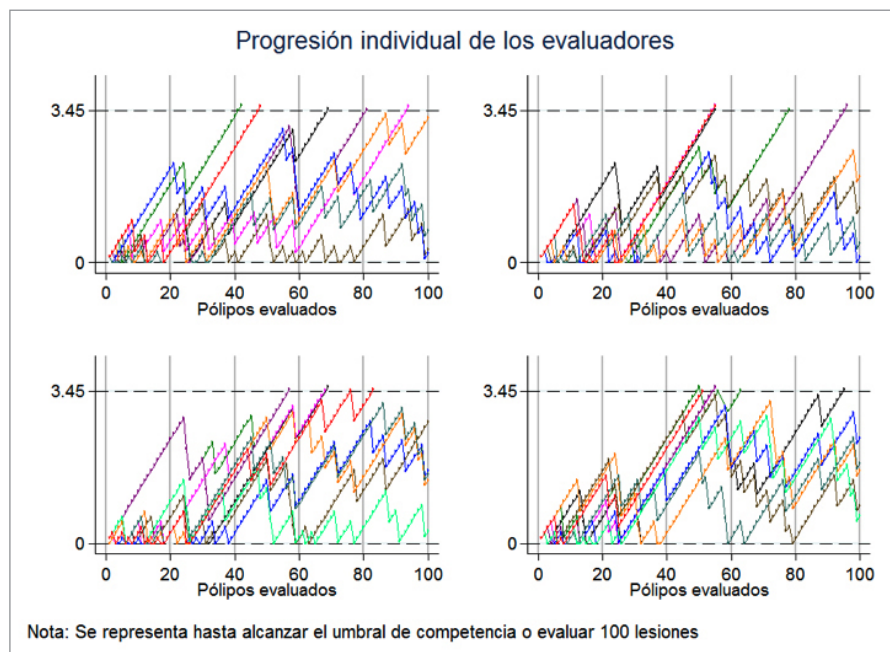 Progresión individual de los evaluadores
3.45
0
0 20 40 60 80 100
Pólipos evaluados
3.45
0
0 20 40 60 80 100
Pólipos evaluados
3.45
0
0 20 40 60 80 100
Pólipos evaluados
3.45
0
0 20 40 60 80 100
Pólipos evaluados
Nota: Se representa hasta alcanzar el umbral de competencia o evaluar 100 lesiones